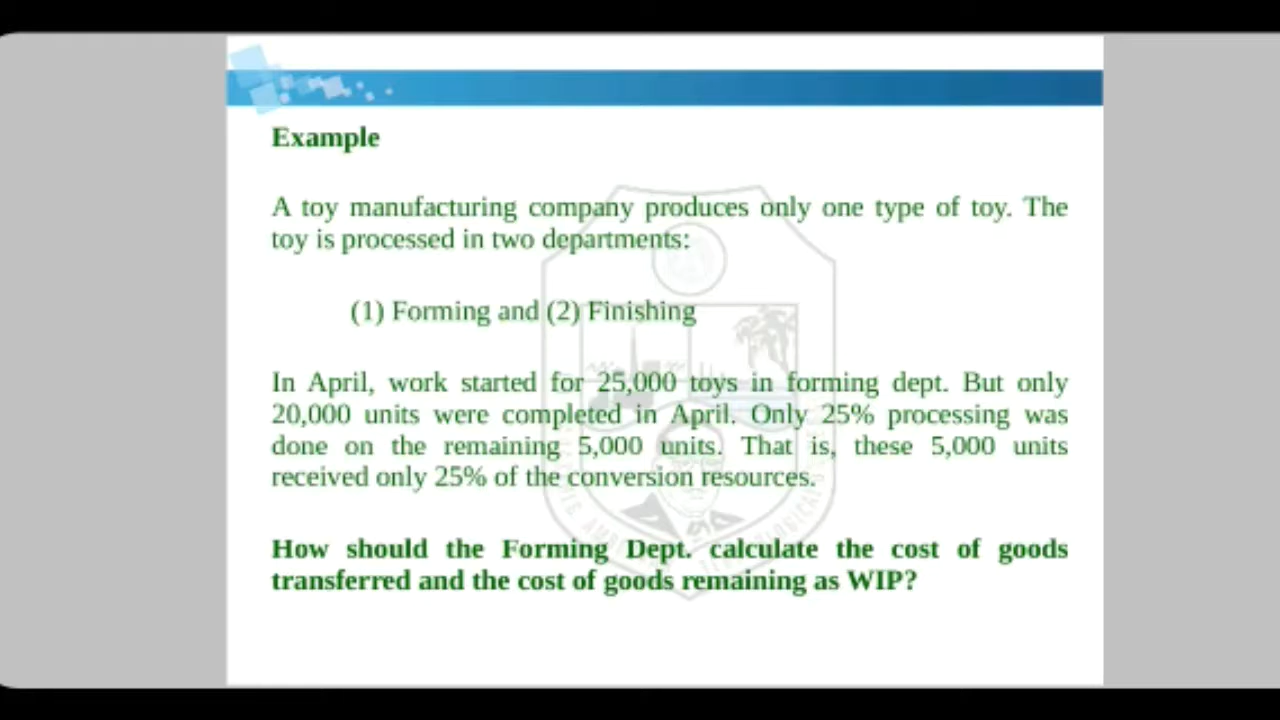 Example
A toy manufacturing company produces only one type of toy. The
toy is processed in two departments:
(1) Forming and (2) Finishing
In April, work started for 25,000 toys in forming dept. But only
20,000 units were completed in April. Only 25% processing was
done on the remaining 5,000 units. That is, these 5,000 units
received only 25% of the conversion resources.
How should the Forming Dept. calculate the cost of goods
transferred and the cost of goods remaining as WIP?